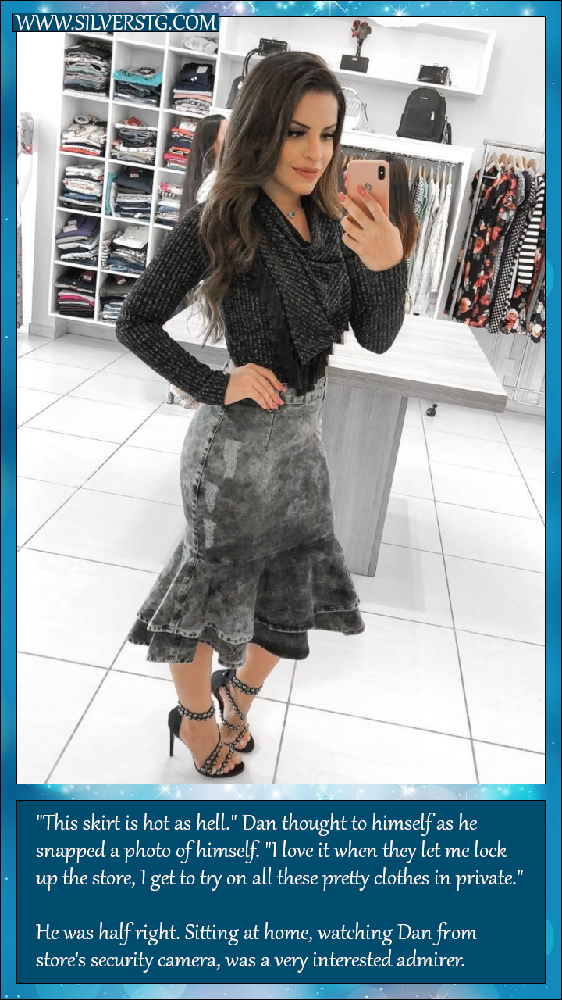 WWW.SILVERSTG.COM
"This skirt is hot as hell." Dan thought to himself as he
snapped a photo of himself. "I love it when they let me lock
up the store, I get to try on all these pretty clothes in private."
He was half right. Sitting at home, watching Dan from
store's security camera, was a very interested admirer.